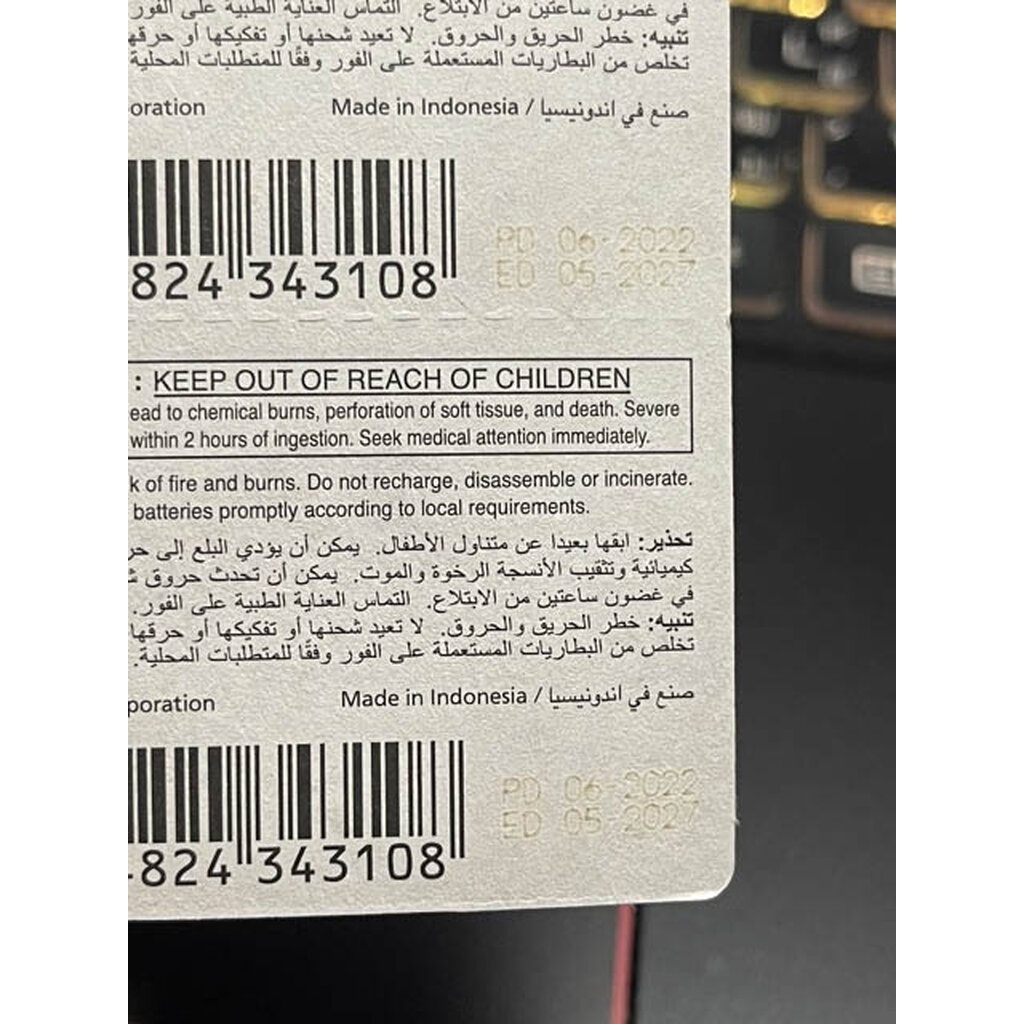 في غضون ساعتين من الابتلاع. التماس العناية الطبية على الفور
تنبيه: خطر الحريق والحروق. لا تعيد شحنها أو تفكيكها أو حرقها
تخلص من البطاريات المستعملة على الفور وفقًا للمتطلبات المحلية
oration Made in Indonesia / صنع في اندونيسيا
824 343108
PD 06-2022
ED 05 2027
: KEEP OUT OF REACH OF CHILDREN
ead to chemical burns, perforation of soft tissue, and death. Severe
within 2 hours of ingestion. Seek medical attention immediately.
k of fire and burns. Do not recharge, disassemble or incinerate.
batteries promptly according to local requirements.
تحذير: ابقها بعيدا عن متناول الأطفال. يمكن أن يؤدي البلع إلى حر
كيميائية وتثقيب الأنسجة الرخوة والموت. يمكن أن تحدث حروق
في غضون ساعتين من الابتلاع. التماس العناية الطبية على الفور.
تنبيه: خطر الحريق والحروق. لا تعيد شحنها أو تفكيكها أو حرقها
تخلص من البطاريات المستعملة على الفور وفقًا للمتطلبات المحلية.
poration Made in Indonesia / صنع في اندونيسيا
824 343108
PD 06-2022
ED 05-2027